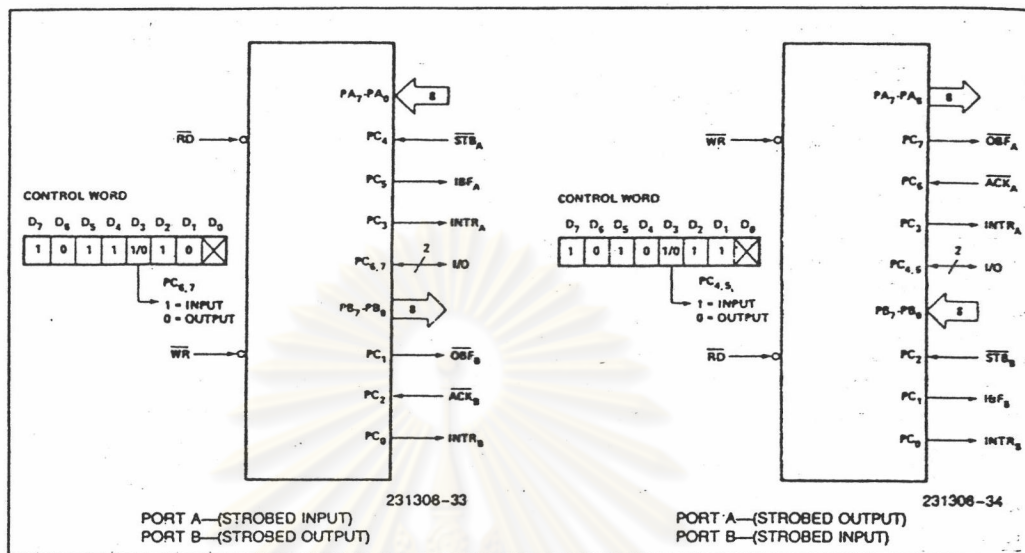 PA7-PA0
8
RD
PC4
STBA
PC5
IBFA
CONTROL WORD
D7 D6 D5 D4 D3 D2 D1 D0
1 0 1 1 1/0 1 0
PC3
INTRA
PC6,7
2
I/O
PC6,7
1 = INPUT
0 = OUTPUT
PB7-PB0
8
WR
PC1
OBFB
PC2
ACKB
PC0
INTRB
231308-33
PORT A—(STROBED INPUT)
PORT B—(STROBED OUTPUT)
PA7-PA0
8
WR
PC7
OBFA
PC6
ACKA
CONTROL WORD
D7 D6 D5 D4 D3 D2 D1 D0
1 0 1 0 1/0 1 1
PC3
INTRA
PC4,5
2
I/O
PC4,5,
1 = INPUT
0 = OUTPUT
PB7-PB0
8
RD
PC2
STBB
PC1
IBFB
PC0
INTRB
231308-34
PORT A—(STROBED OUTPUT)
PORT B—(STROBED INPUT)